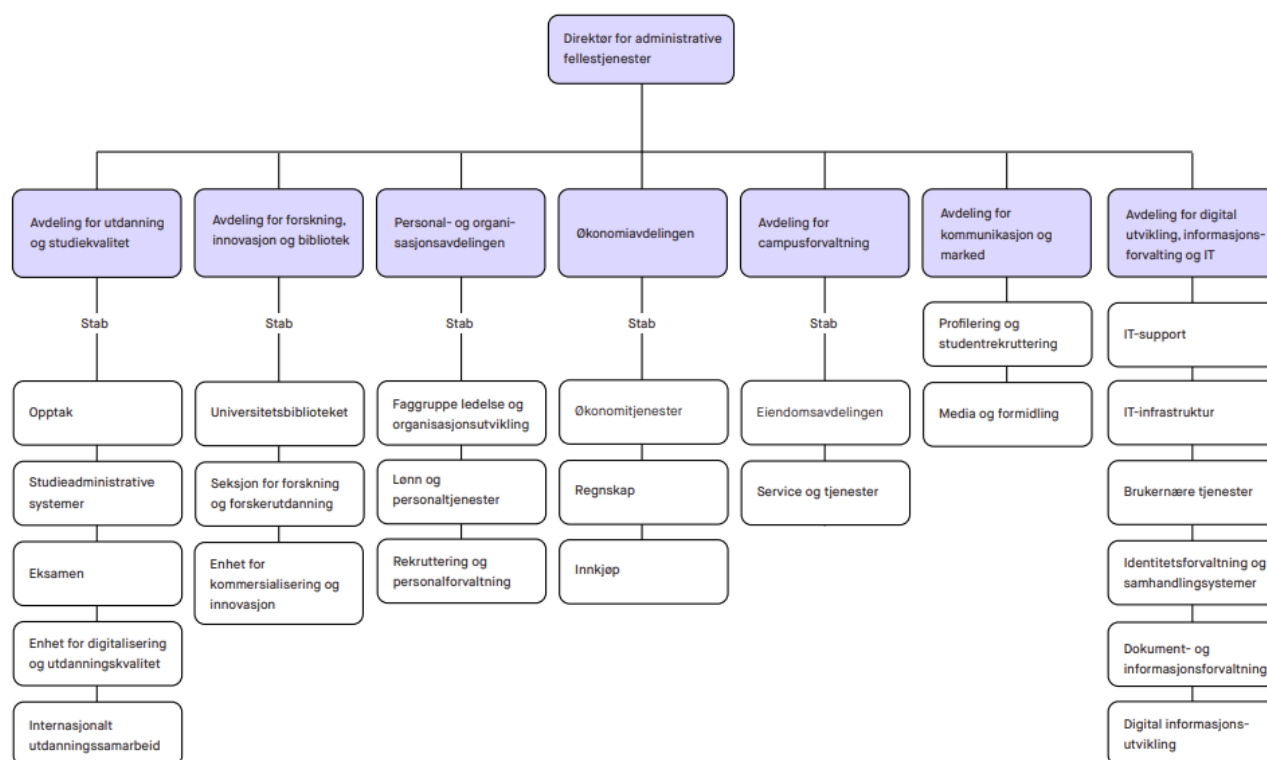 Direktør for administrative
fellestjenester
Avdeling for utdanning
og studiekvalitet
Avdeling for forskning,
innovasjon og bibliotek
Personal- og organi-
sasjonsavdelingen
Økonomiavdelingen
Avdeling for
campusforvaltning
Avdeling for
kommunikasjon og
marked
Avdeling for digital
utvikling, informasjons-
forvalting og IT
Stab
Opptak
Studieadministrative
systemer
Eksamen
Enhet for digitalisering
og utdanningskvalitet
Internasjonalt
utdanningssamarbeid
Stab
Universitetsbiblioteket
Seksjon for forskning
og forskerutdanning
Enhet for
kommersialisering og
innovasjon
Stab
Faggruppe ledelse og
organisasjonsutvikling
Lønn og
personaltjenester
Rekruttering og
personalforvaltning
Stab
Økonomitjenester
Regnskap
Innkjøp
Stab
Eiendomsavdelingen
Service og tjenester
Profilering og
studentrekruttering
Media og formidling
IT-support
IT-infrastruktur
Brukernære tjenester
Identitetsforvaltning og
samhandlingsystemer
Dokument- og
informasjonsforvaltning
Digital informasjons-
utvikling